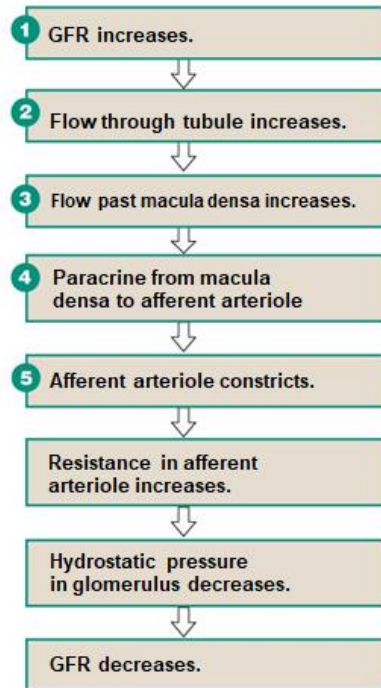 1 GFR increases.
2 Flow through tubule increases.
3 Flow past macula densa increases.
4 Paracrine from macula
densa to afferent arteriole
5 Afferent arteriole constricts.
Resistance in afferent
arteriole increases.
Hydrostatic pressure
in glomerulus decreases.
GFR decreases.